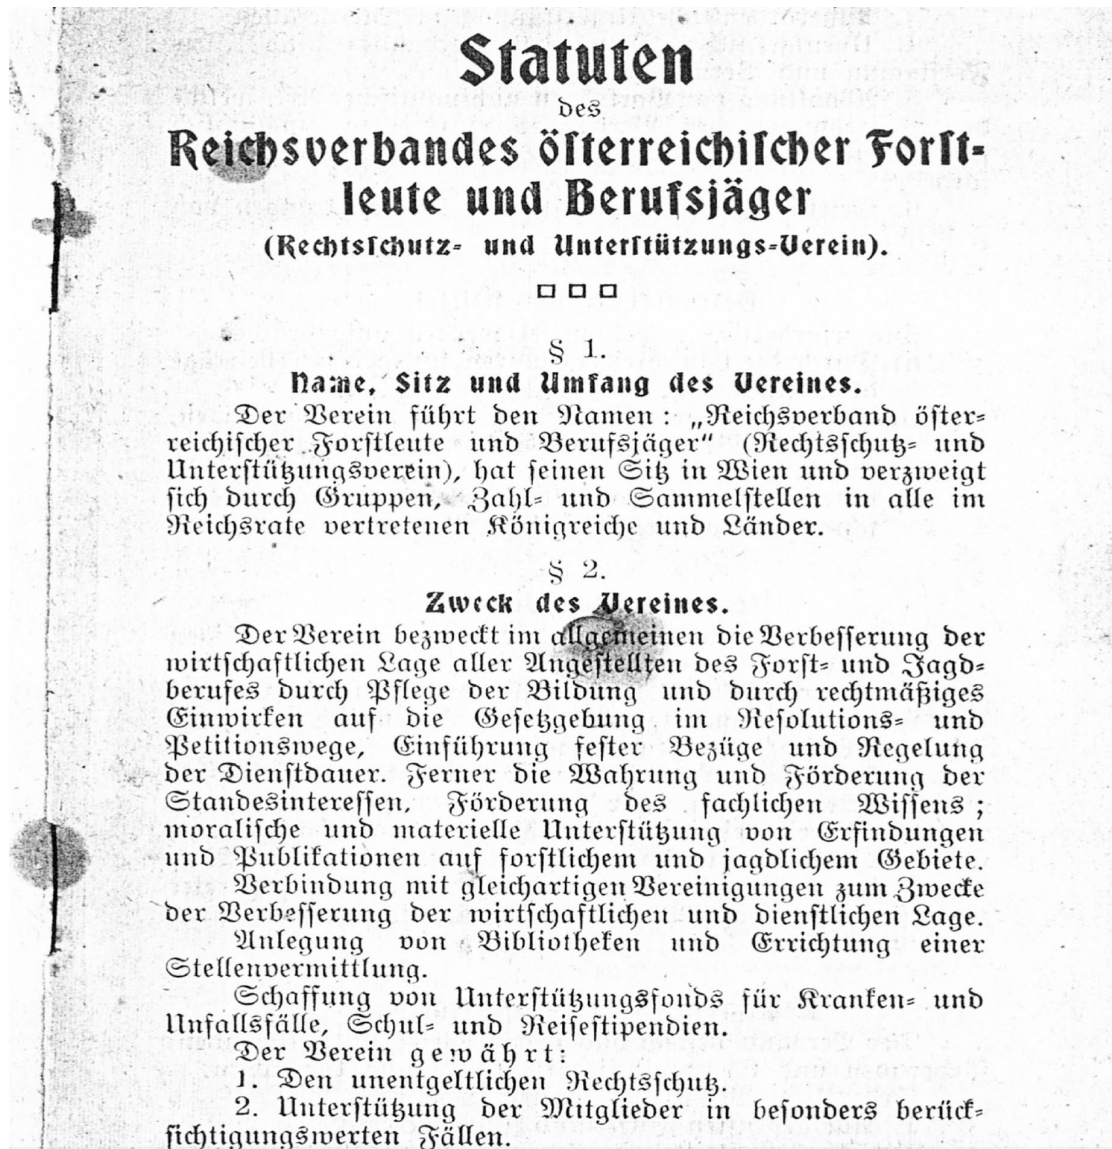 Statuten
des
Reichsverbandes österreichischer Forst-
leute und Berufsjäger
(Rechtsschutz- und Unterstützungs-Verein).
§ 1.
Name, Sitz und Umfang des Vereines.
Der Verein führt den Namen: „Reichsverband öster-
reichischer Forstleute und Berufsjäger“ (Rechtsschutz- und
Unterstützungsverein), hat seinen Sitz in Wien und verzweigt
sich durch Gruppen, Zahl- und Sammelstellen in alle im
Reichsrate vertretenen Königreiche und Länder.
§ 2.
Zweck des Vereines.
Der Verein bezweckt im allgemeinen die Verbesserung der
wirtschaftlichen Lage aller Angestellten des Forst- und Jagd-
berufes durch Pflege der Bildung und durch rechtmäßiges
Einwirken auf die Gesetzgebung im Resolutions- und
Petitionswege, Einführung fester Bezüge und Regelung
der Dienstdauer. Ferner die Wahrung und Förderung der
Standesinteressen, Förderung des fachlichen Wissens;
moralische und materielle Unterstützung von Erfindungen
und Publikationen auf forstlichem und jagdlichem Gebiete.
Verbindung mit gleichartigen Vereinigungen zum Zwecke
der Verbesserung der wirtschaftlichen und dienstlichen Lage.
Anlegung von Bibliotheken und Errichtung einer
Stellenvermittlung.
Schaffung von Unterstützungsfonds für Kranken- und
Unfallsfälle, Schul- und Reisestipendien.
Der Verein gewährt:
1. Den unentgeltlichen Rechtsschutz.
2. Unterstützung der Mitglieder in besonders berück-
sichtigungswerten Fällen.